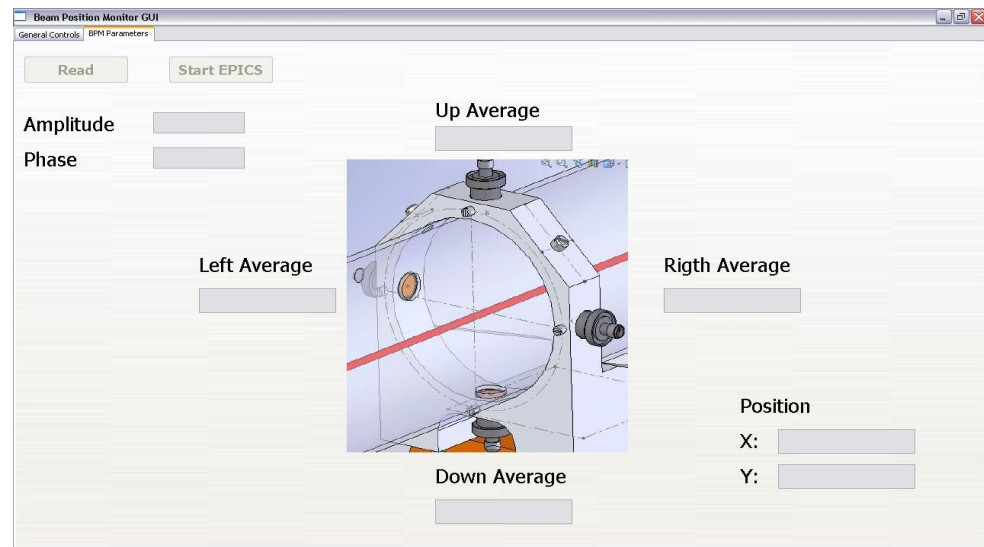 Beam Position Monitor GUI
General Controls BPM Parameters
Read Start EPICS
Up Average
Amplitude
Phase
Left Average
Rigth Average
Position
X:
Y:
Down Average